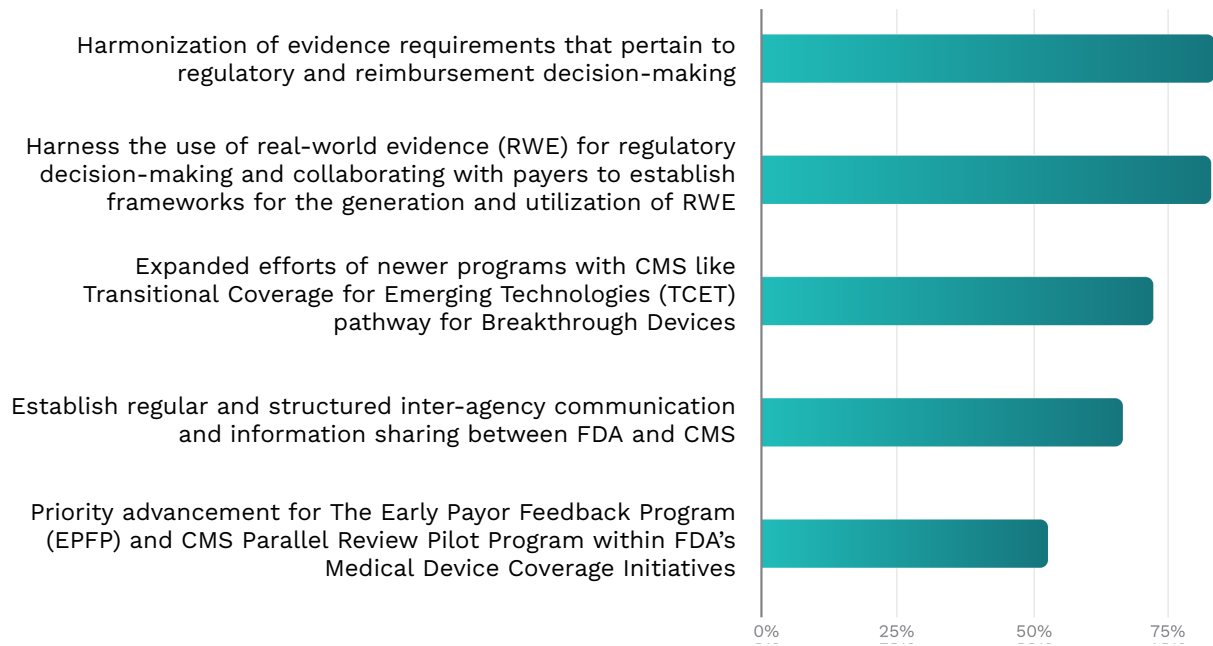 Harmonization of evidence requirements that pertain to
regulatory and reimbursement decision-making
Harness the use of real-world evidence (RWE) for regulatory
decision-making and collaborating with payers to establish
frameworks for the generation and utilization of RWE
Expanded efforts of newer programs with CMS like
Transitional Coverage for Emerging Technologies (TCET)
pathway for Breakthrough Devices
Establish regular and structured inter-agency communication
and information sharing between FDA and CMS
Priority advancement for The Early Payor Feedback Program
(EPFP) and CMS Parallel Review Pilot Program within FDA’s
Medical Device Coverage Initiatives
0% 25% 50% 75%